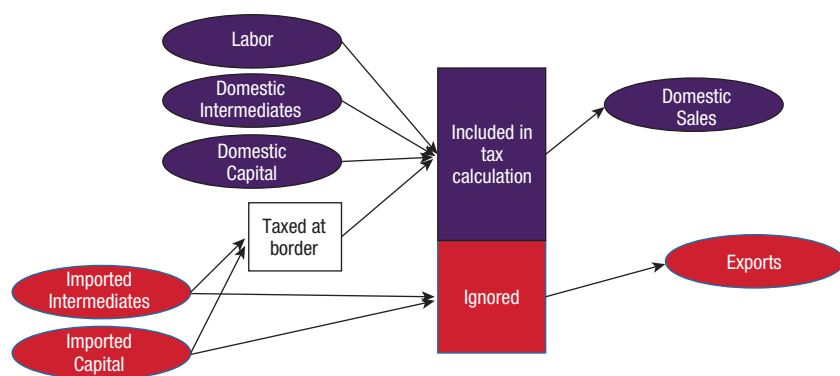 Labor
Domestic
Intermediates
Domestic
Capital
Taxed at
border
Imported
Intermediates
Imported
Capital
Included in
tax
calculation
Ignored
Domestic
Sales
Exports